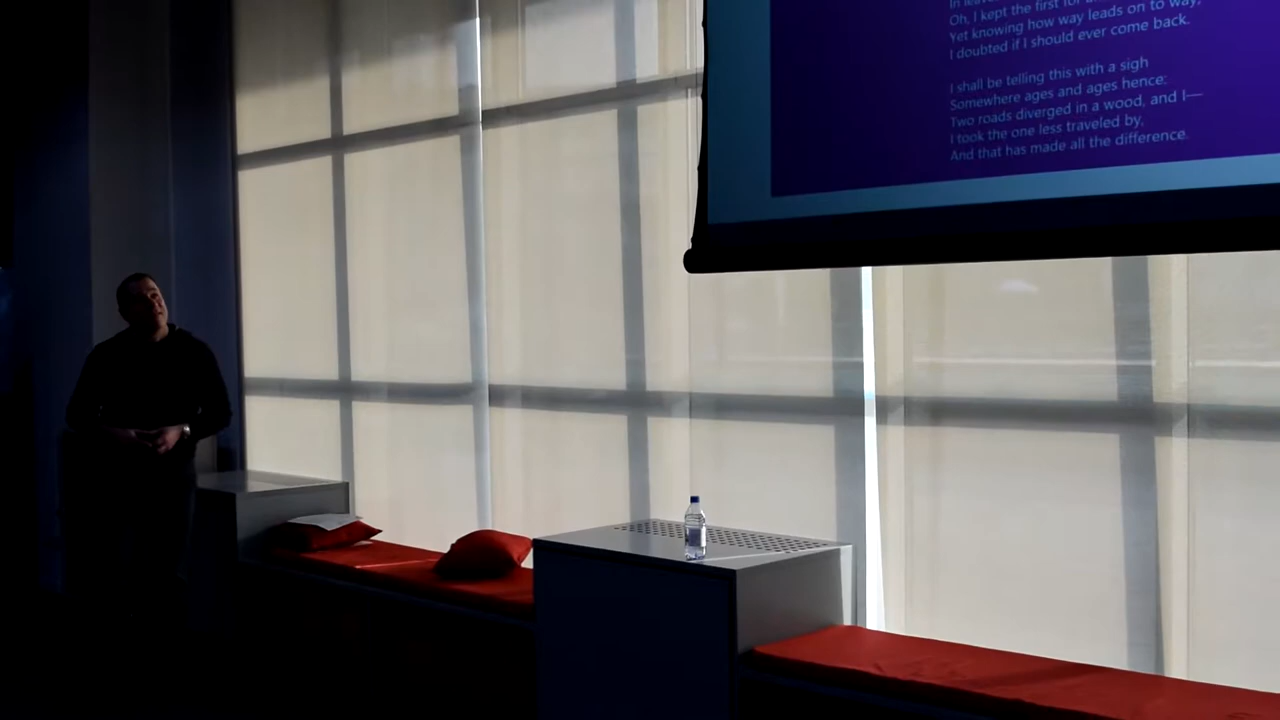 In leaves
Oh, I kept the first for
Yet knowing how way leads on to way,
I doubted if I should ever come back.
I shall be telling this with a sigh
Somewhere ages and ages hence:
Two roads diverged in a wood, and I—
I took the one less traveled by,
And that has made all the difference.